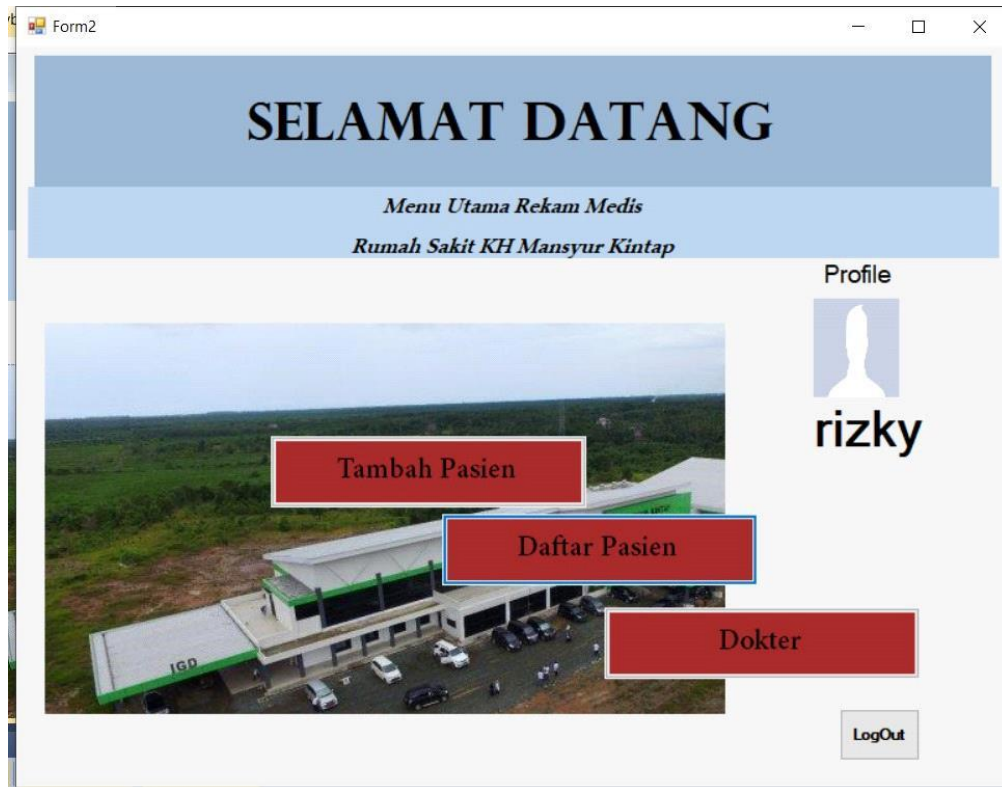 Form2
SELAMAT DATANG
Menu Utama Rekam Medis
Rumah Sakit KH Mansyur Kintap
Profile
rizky
Tambah Pasien
Daftar Pasien
Dokter
IGD
LogOut